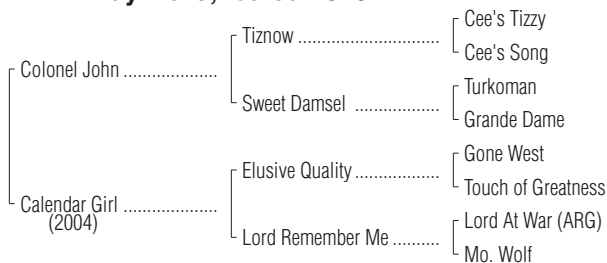 Cee's Tizzy
Tiznow ................................
Cee's Song
Colonel John .....................
Turkoman
Sweet Damsel ...................
Grande Dame
Gone West
Elusive Quality ...................
Touch of Greatness
Calendar Girl .....................
(2004)
Lord At War (ARG)
Lord Remember Me ..........
Mo. Wolf